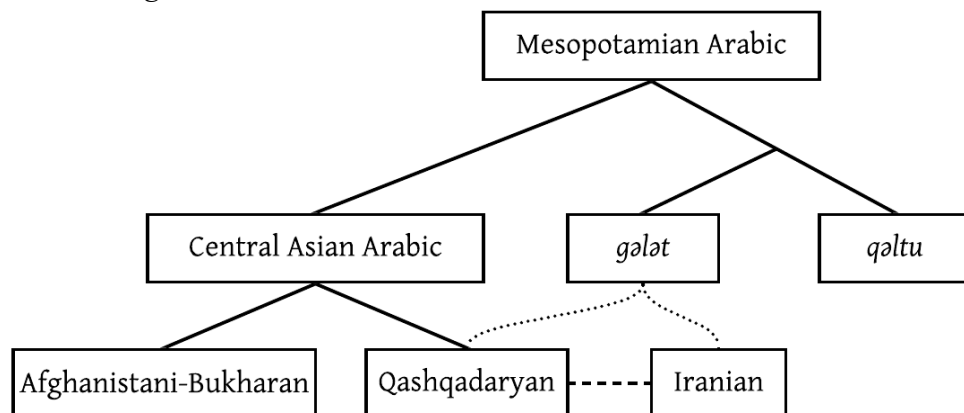 Mesopotamian Arabic
Central Asian Arabic
gələt
qəltu
Afghanistani-Bukharan
Qashqadaryan
Iranian